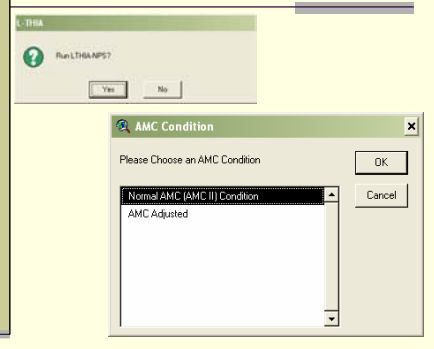 L-THIA
Run LTHIA-NPS?
Yes No
AMC Condition
Please Choose an AMC Condition
OK
Normal AMC (AMC II) Condition
Cancel
AMC Adjusted